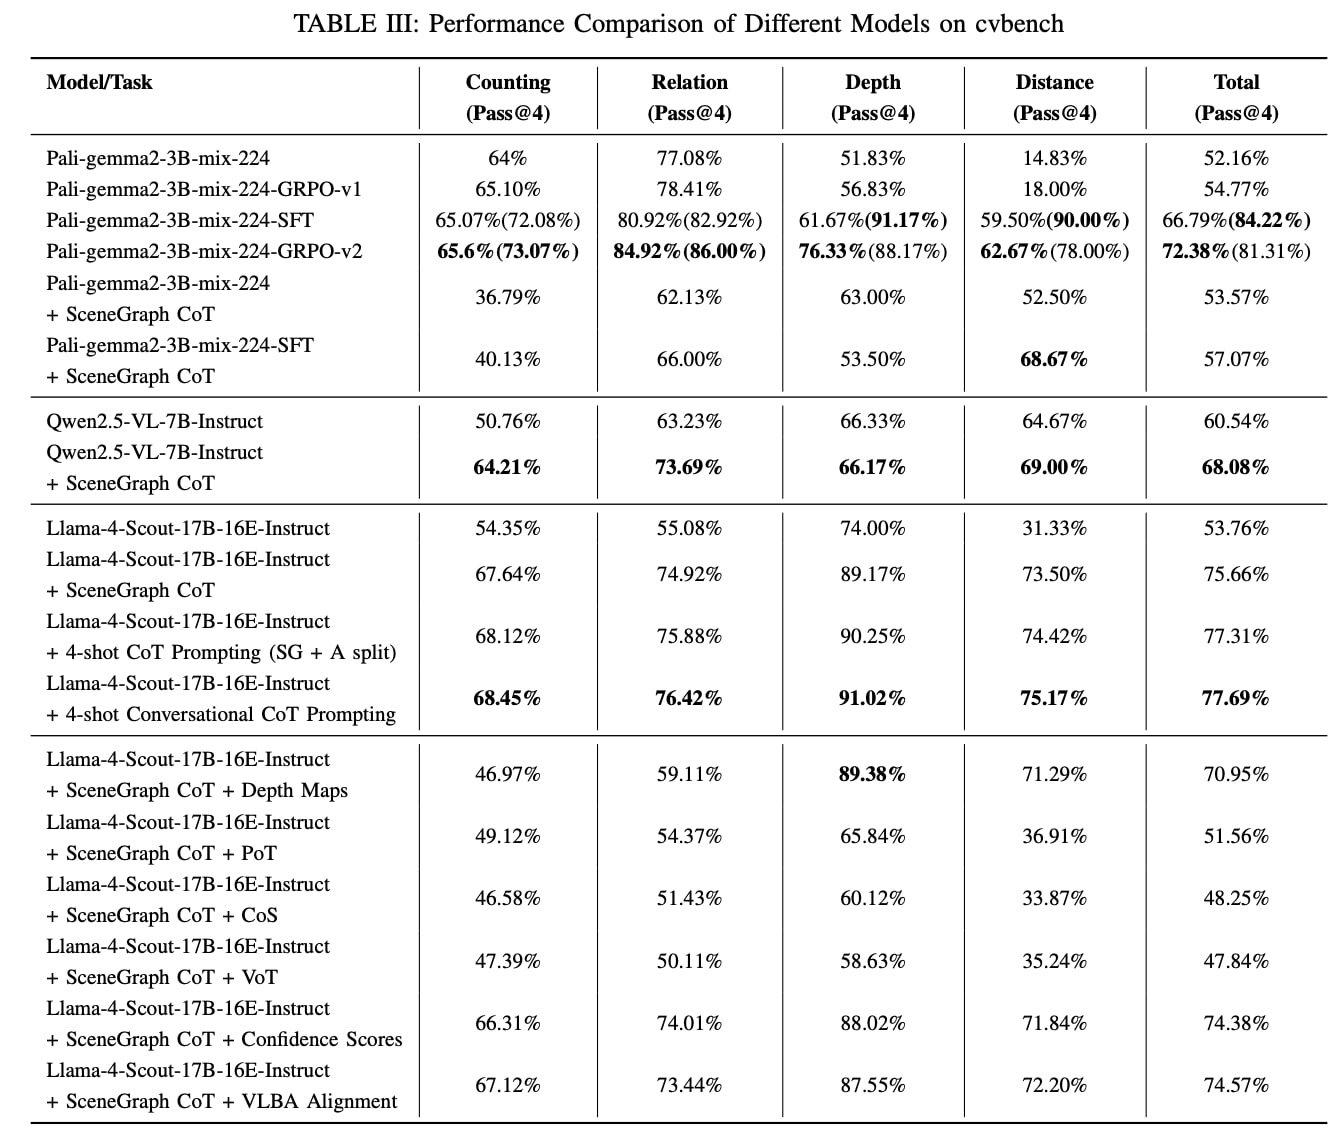 TABLE III: Performance Comparison of Different Models on cvbench
Model/Task Counting (Pass@4) Relation (Pass@4) Depth (Pass@4) Distance (Pass@4) Total (Pass@4)
Pali-gemma2-3B-mix-224 64% 77.08% 51.83% 14.83% 52.16%
Pali-gemma2-3B-mix-224-GRPO-v1 65.10% 78.41% 56.83% 18.00% 54.77%
Pali-gemma2-3B-mix-224-SFT 65.07%(72.08%) 80.92%(82.92%) 61.67%(91.17%) 59.50%(90.00%) 66.79%(84.22%)
Pali-gemma2-3B-mix-224-GRPO-v2 65.6%(73.07%) 84.92%(86.00%) 76.33%(88.17%) 62.67%(78.00%) 72.38%(81.31%)
Pali-gemma2-3B-mix-224
+ SceneGraph CoT 36.79% 62.13% 63.00% 52.50% 53.57%
Pali-gemma2-3B-mix-224-SFT
+ SceneGraph CoT 40.13% 66.00% 53.50% 68.67% 57.07%
Qwen2.5-VL-7B-Instruct 50.76% 63.23% 66.33% 64.67% 60.54%
Qwen2.5-VL-7B-Instruct
+ SceneGraph CoT 64.21% 73.69% 66.17% 69.00% 68.08%
Llama-4-Scout-17B-16E-Instruct 54.35% 55.08% 74.00% 31.33% 53.76%
Llama-4-Scout-17B-16E-Instruct
+ SceneGraph CoT 67.64% 74.92% 89.17% 73.50% 75.66%
Llama-4-Scout-17B-16E-Instruct
+ 4-shot CoT Prompting (SG + A split) 68.12% 75.88% 90.25% 74.42% 77.31%
Llama-4-Scout-17B-16E-Instruct
+ 4-shot Conversational CoT Prompting 68.45% 76.42% 91.02% 75.17% 77.69%
Llama-4-Scout-17B-16E-Instruct
+ SceneGraph CoT + Depth Maps 46.97% 59.11% 89.38% 71.29% 70.95%
Llama-4-Scout-17B-16E-Instruct
+ SceneGraph CoT + PoT 49.12% 54.37% 65.84% 36.91% 51.56%
Llama-4-Scout-17B-16E-Instruct
+ SceneGraph CoT + CoS 46.58% 51.43% 60.12% 33.87% 48.25%
Llama-4-Scout-17B-16E-Instruct
+ SceneGraph CoT + VoT 47.39% 50.11% 58.63% 35.24% 47.84%
Llama-4-Scout-17B-16E-Instruct
+ SceneGraph CoT + Confidence Scores 66.31% 74.01% 88.02% 71.84% 74.38%
Llama-4-Scout-17B-16E-Instruct
+ SceneGraph CoT + VLBA Alignment 67.12% 73.44% 87.55% 72.20% 74.57%